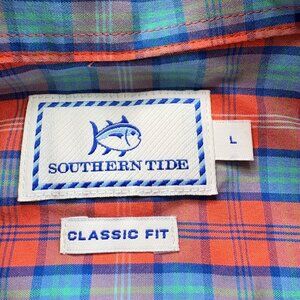 SOUTHERN TIDE
L
CLASSIC FIT